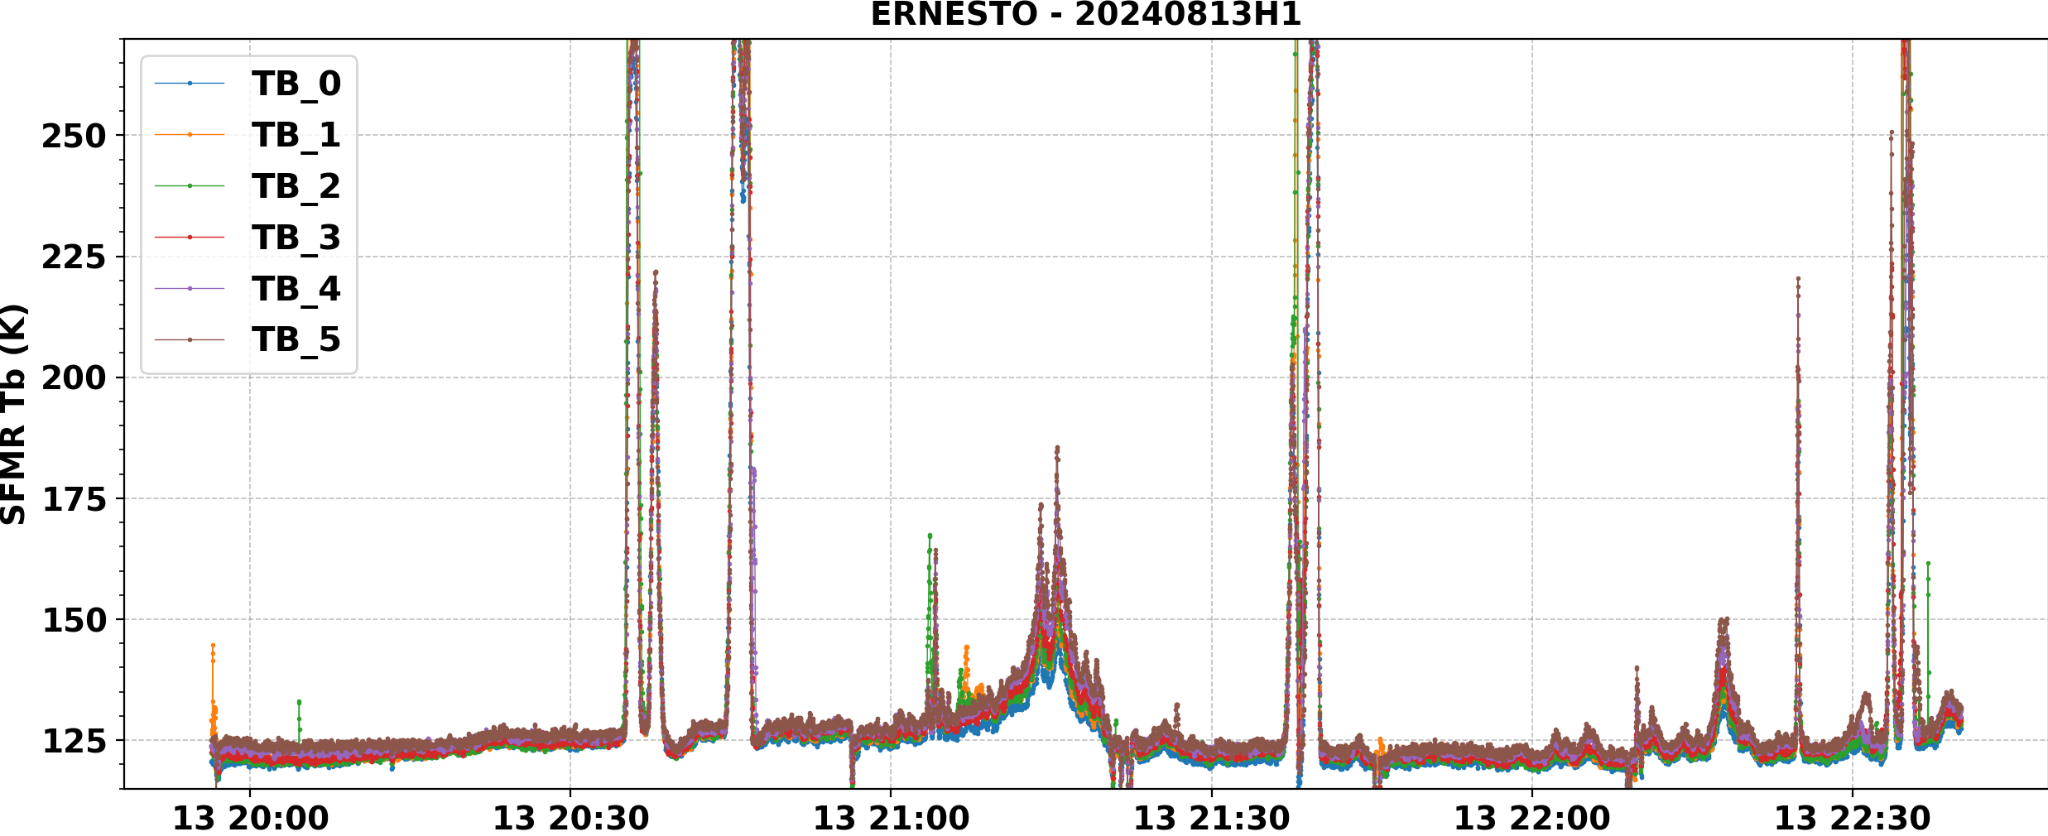 ERNESTO - 20240813H1
TB_0
TB_1
TB_2
TB_3
TB_4
TB_5
SFMR Tb (K)
250
225
200
175
150
125
13 20:00
13 20:30
13 21:00
13 21:30
13 22:00
13 22:30